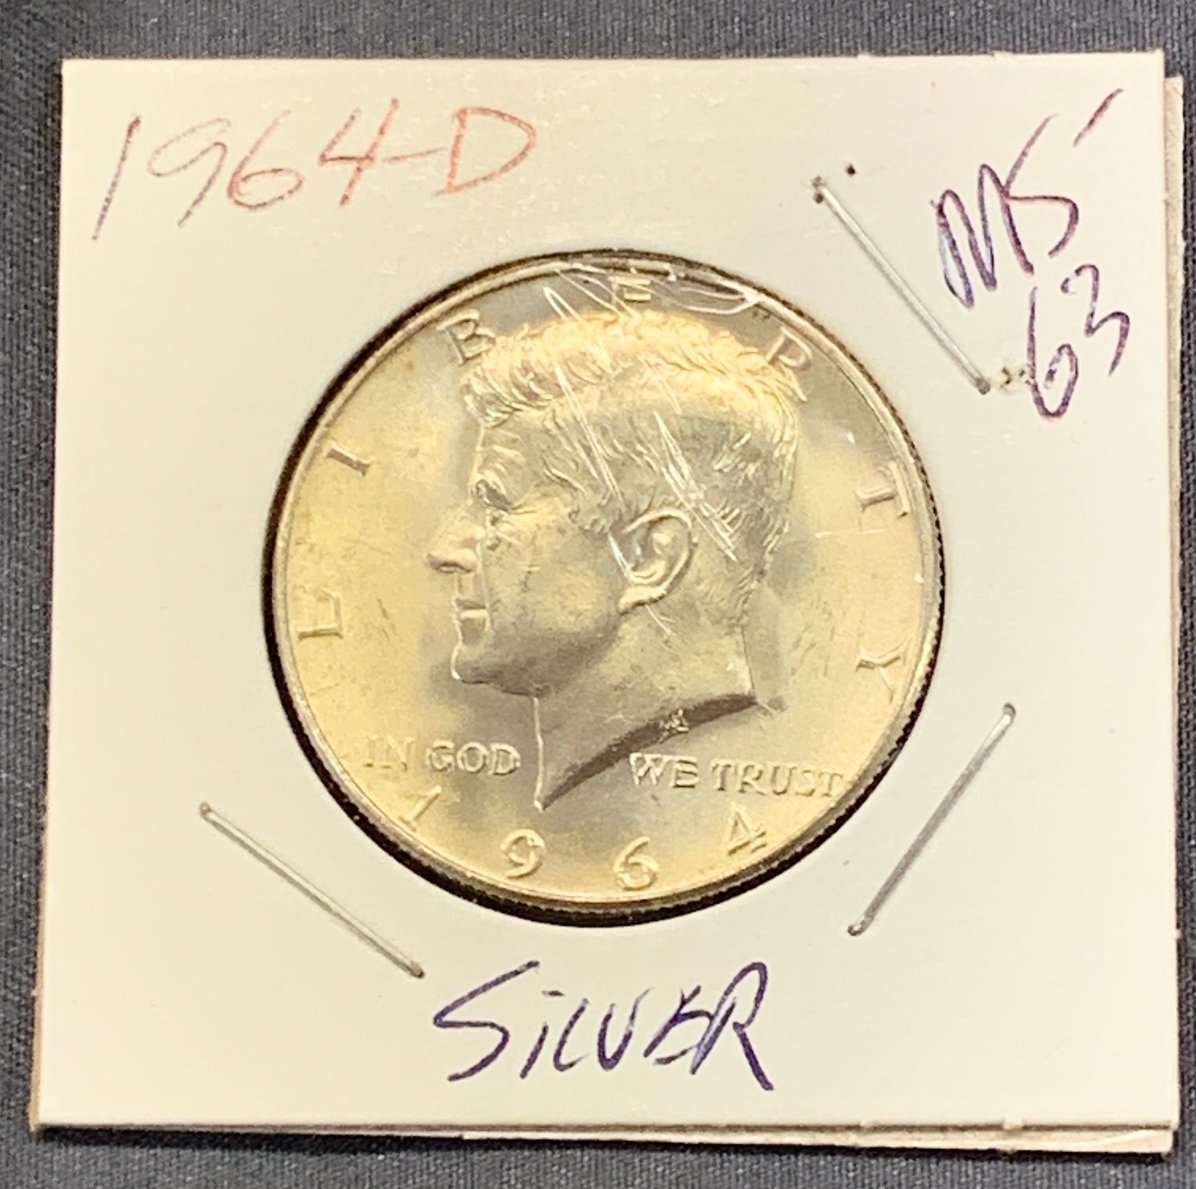 1964-D
MS
63
LIBERTY
IN GOD WE TRUST
1964
SILVER